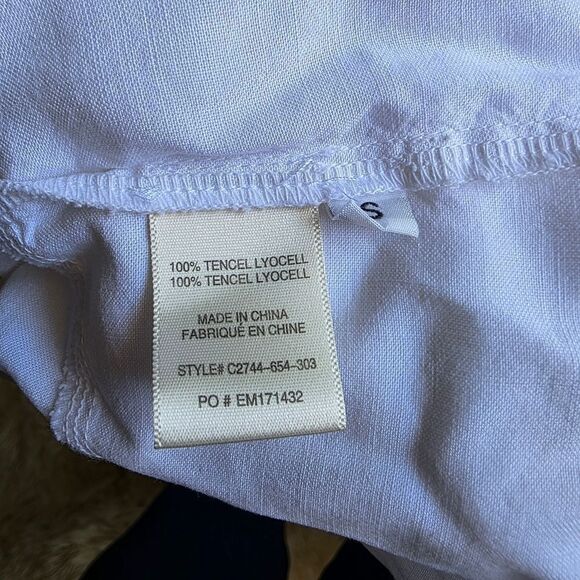 S
100% TENCEL LYOCELL
100% TENCEL LYOCELL
MADE IN CHINA
FABRIQUÉ EN CHINE
STYLE# C2744-654-303
PO # EM171432